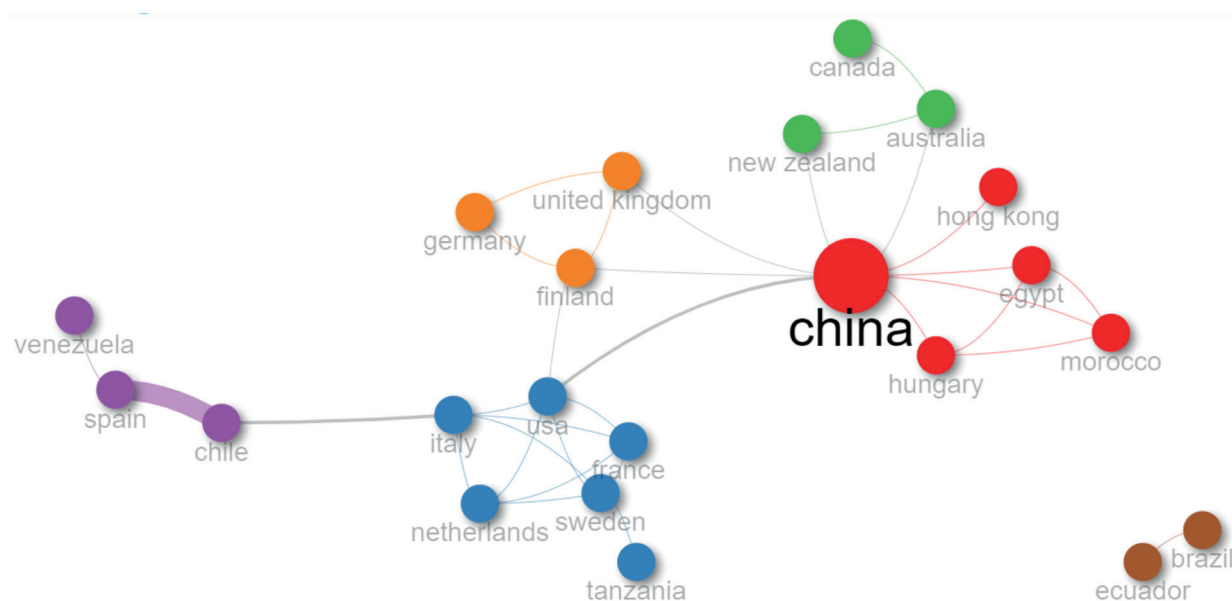 canada
australia
new zealand
united kingdom
hong kong
germany
finland
egypt
china
venezuela
morocco
hungary
spain
usa
italy
chile
france
sweden
netherlands
brazil
tanzania
ecuador